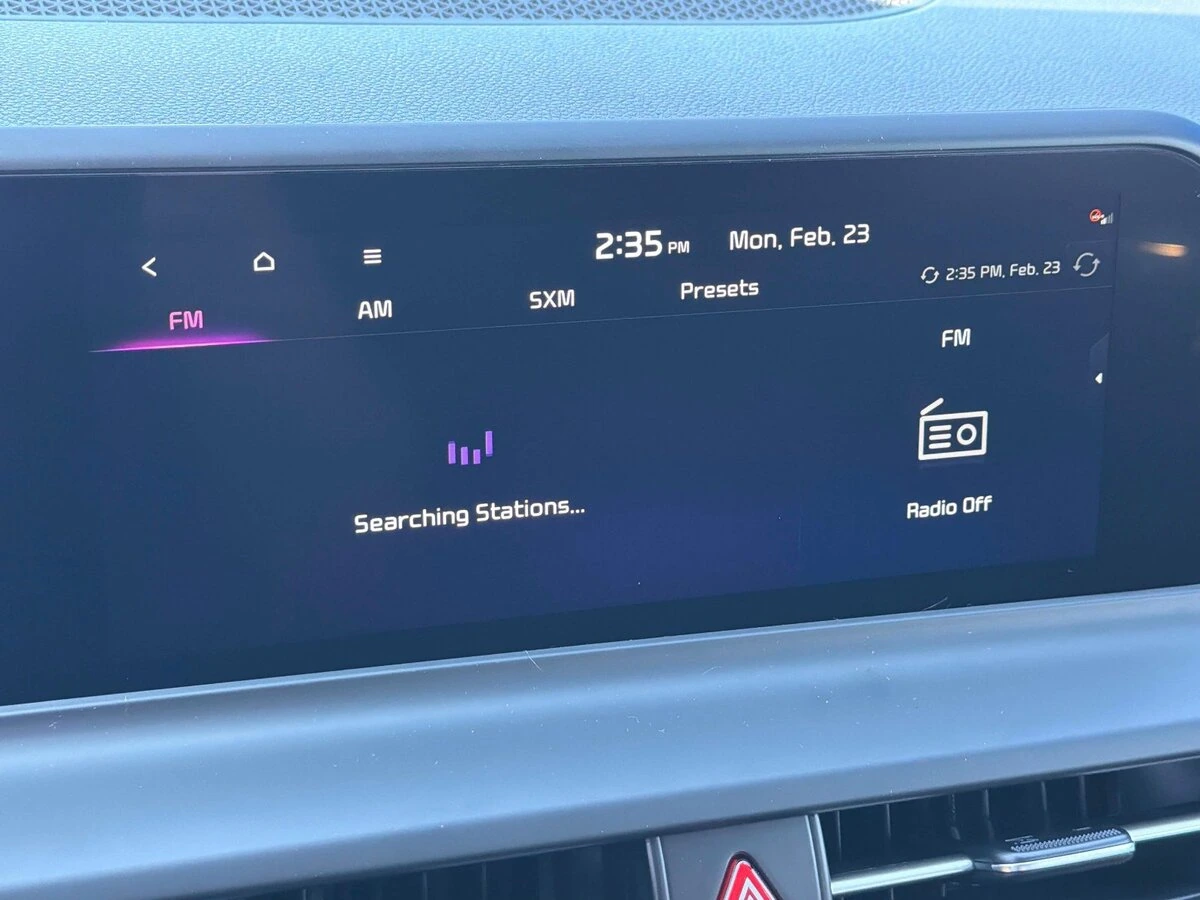 2:35 PM Mon, Feb. 23
2:35 PM, Feb. 23
FM AM SXM Presets
FM
Searching Stations...
Radio Off